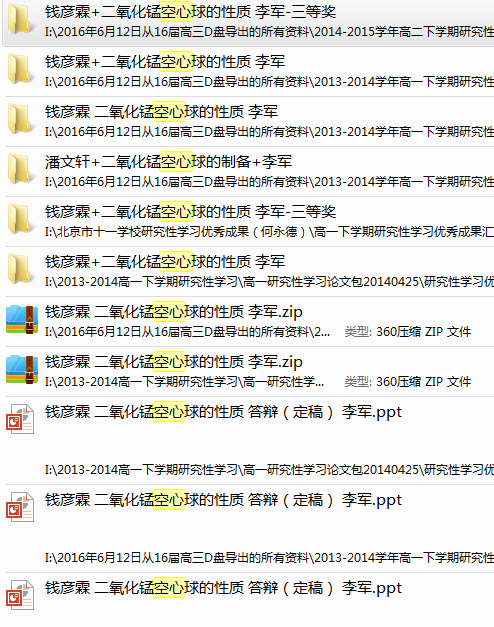 钱彦霖+二氧化锰空心球的性质 李军-三等奖
I:\2016年6月12日从16届高三D盘导出的所有资料\2014-2015学年高二下学期研究性
钱彦霖+二氧化锰空心球的性质 李军
I:\2016年6月12日从16届高三D盘导出的所有资料\2013-2014学年高一下学期研究性
钱彦霖 二氧化锰空心球的性质 李军
I:\2016年6月12日从16届高三D盘导出的所有资料\2013-2014学年高一下学期研究性
潘文轩+二氧化锰空心球的制备+李军
I:\2016年6月12日从16届高三D盘导出的所有资料\2013-2014学年高一下学期研究性
钱彦霖+二氧化锰空心球的性质 李军-三等奖
I:\北京市十一学校研究性学习优秀成果（何永德）\高一下学期研究性学习优秀成果汇
钱彦霖+二氧化锰空心球的性质 李军
I:\2013-2014高一下学期研究性学习\高一研究性学习论文包20140425\研究性学习优
钱彦霖 二氧化锰空心球的性质 李军.zip
I:\2016年6月12日从16届高三D盘导出的所有资料\2... 类型: 360压缩 ZIP 文件
钱彦霖 二氧化锰空心球的性质 李军.zip
I:\2013-2014高一下学期研究性学习\高一研究性学... 类型: 360压缩 ZIP 文件
钱彦霖 二氧化锰空心球的性质 答辩（定稿） 李军.ppt
I:\2013-2014高一下学期研究性学习\高一研究性学习论文包20140425\研究性学习优
钱彦霖 二氧化锰空心球的性质 答辩（定稿） 李军.ppt
I:\2016年6月12日从16届高三D盘导出的所有资料\2013-2014学年高一下学期研究性
钱彦霖 二氧化锰空心球的性质 答辩（定稿） 李军.ppt